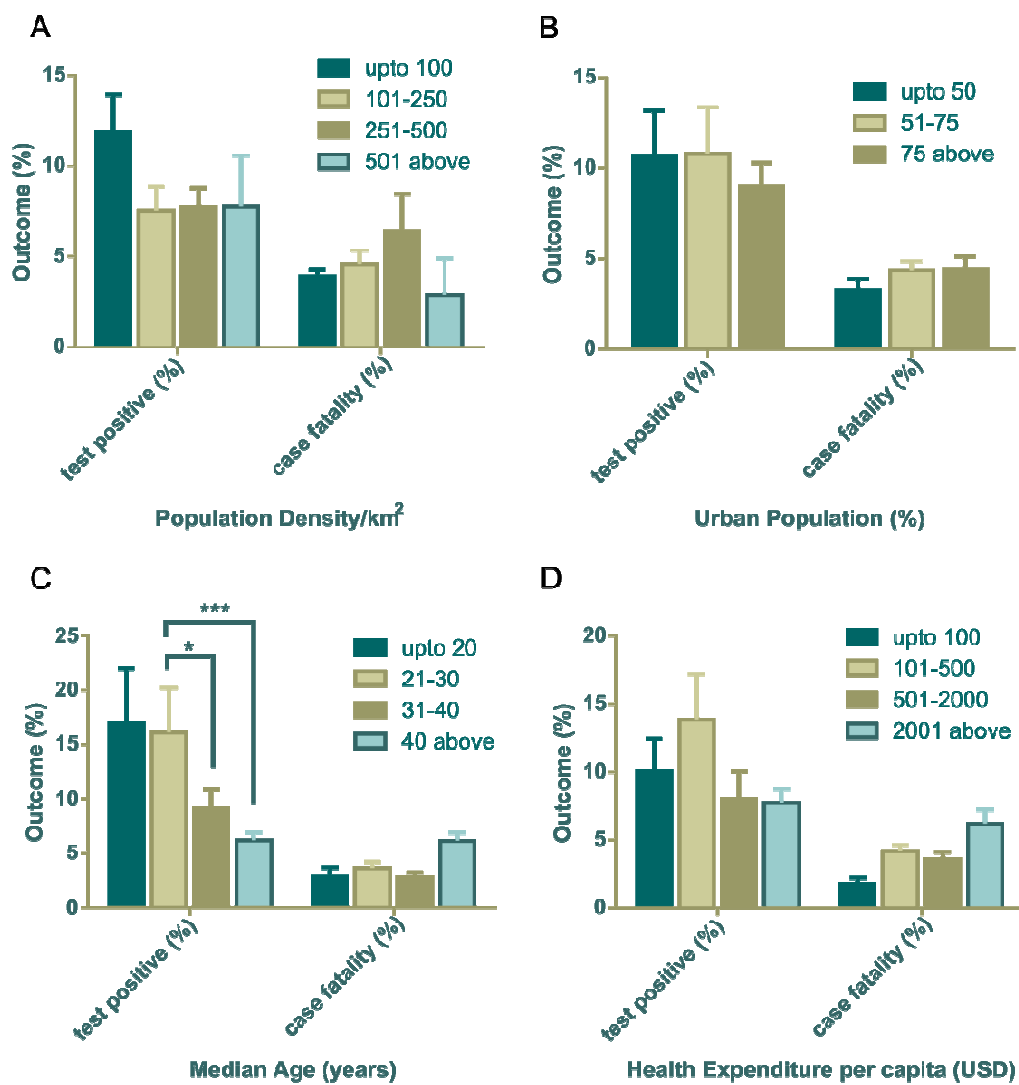 A
upto 100
101-250
251-500
501 above
15
10
5
0
Outcome (%)
test positive (%)
case fatality (%)
Population Density/km²
B
upto 50
51-75
75 above
15
10
5
0
Outcome (%)
test positive (%)
case fatality (%)
Urban Population (%)
C
***
*
upto 20
21-30
31-40
40 above
25
20
15
10
5
0
Outcome (%)
test positive (%)
case fatality (%)
Median Age (years)
D
upto 100
101-500
501-2000
2001 above
20
15
10
5
0
Outcome (%)
test positive (%)
case fatality (%)
Health Expenditure per capita (USD)